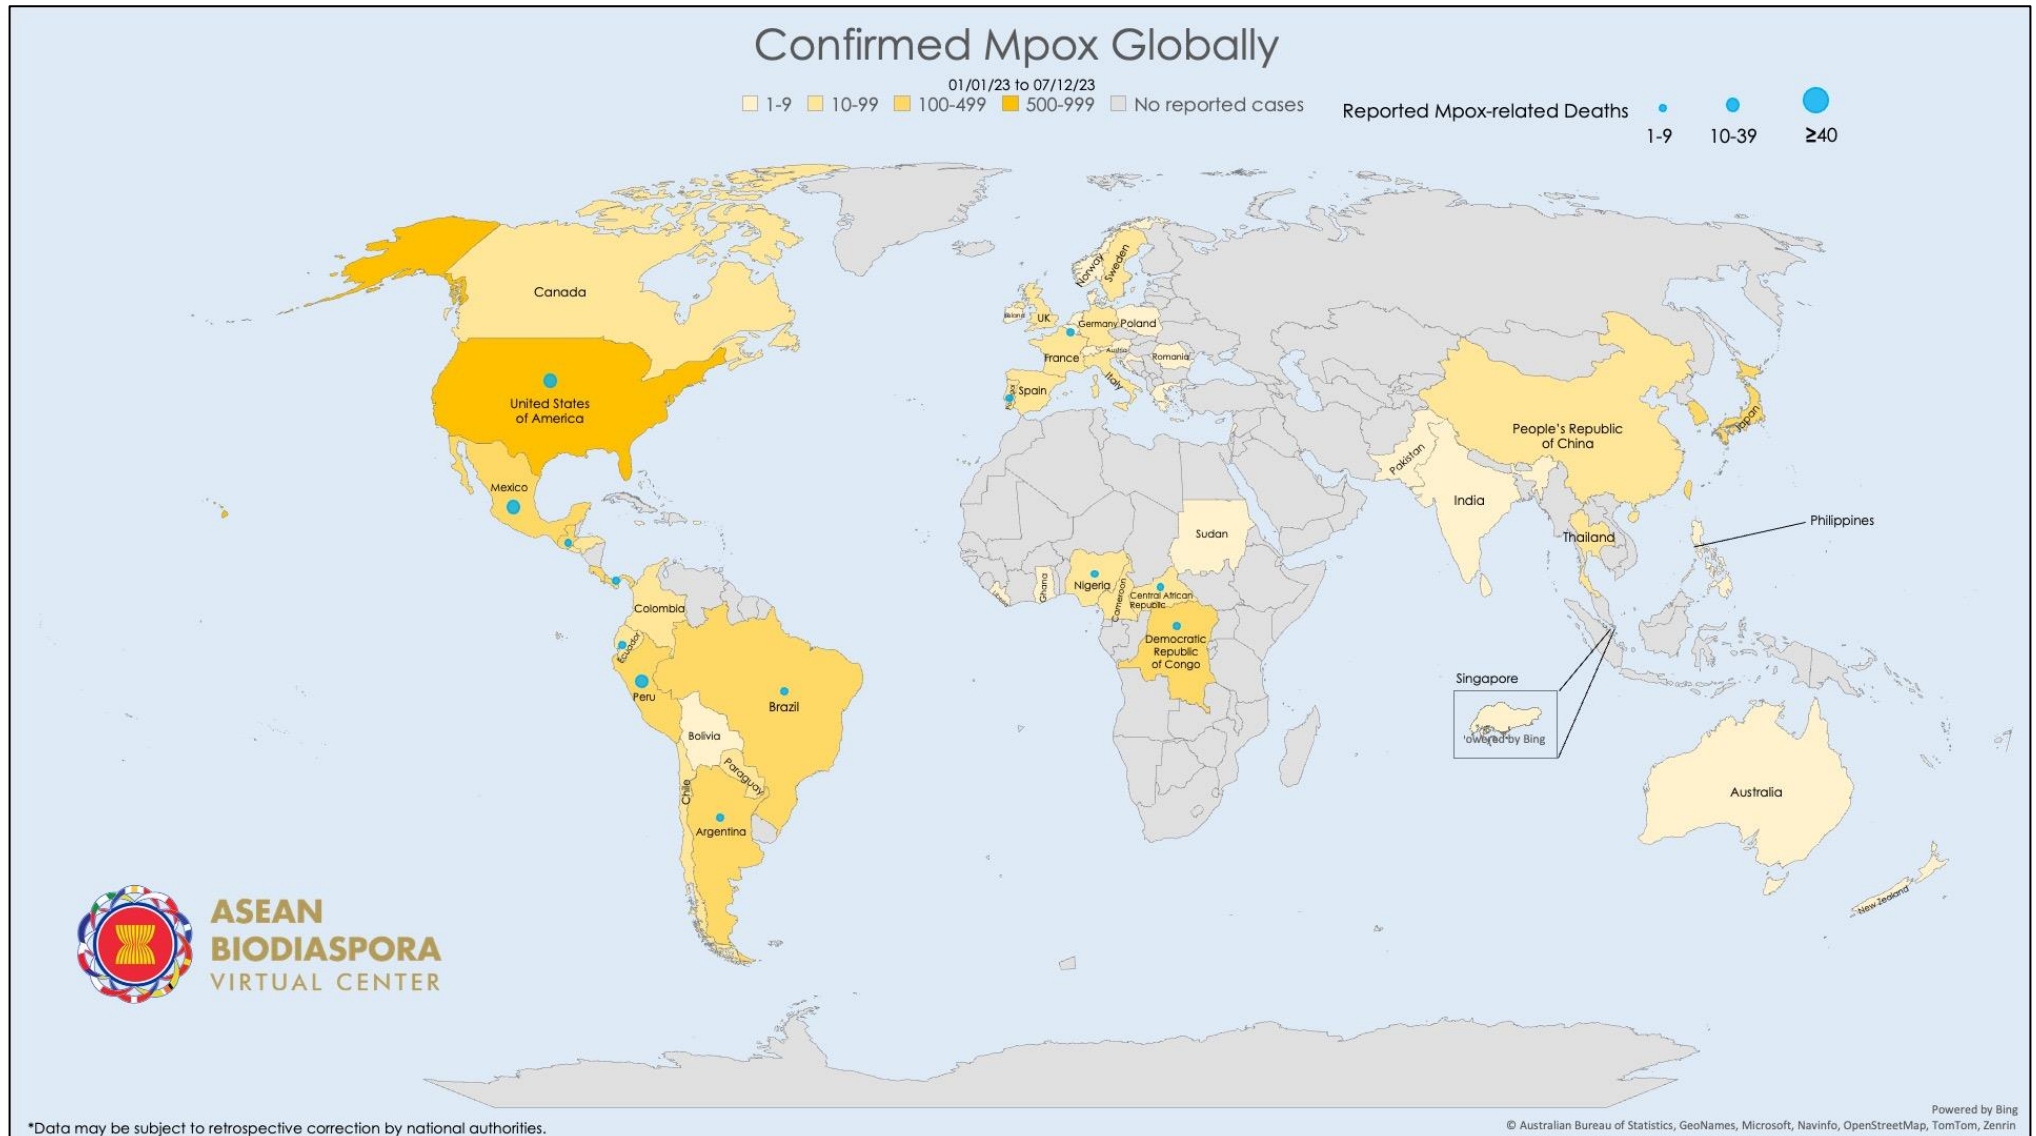 Confirmed Mpox Globally
01/01/23 to 07/12/23
1-9
10-99
100-499
500-999
No reported cases
Reported Mpox-related Deaths
1-9
10-39
≥40
Canada
United States
of America
Mexico
Colombia
Ecuador
Peru
Brazil
Bolivia
Paraguay
Chile
Argentina
Norway
Sweden
UK
Germany
Poland
France
Austria
Romania
Italy
Spain
Sudan
Ghana
Nigeria
Cameroon
Central African
Republic
Democratic
Republic
of Congo
Pakistan
India
People's Republic
of China
Japan
Thailand
Philippines
Singapore
Australia
New Zealand
ASEAN
BIODIASPORA
VIRTUAL CENTER
*Data may be subject to retrospective correction by national authorities.
Powered by Bing
© Australian Bureau of Statistics, GeoNames, Microsoft, Navinfo, OpenStreetMap, TomTom, Zenrin